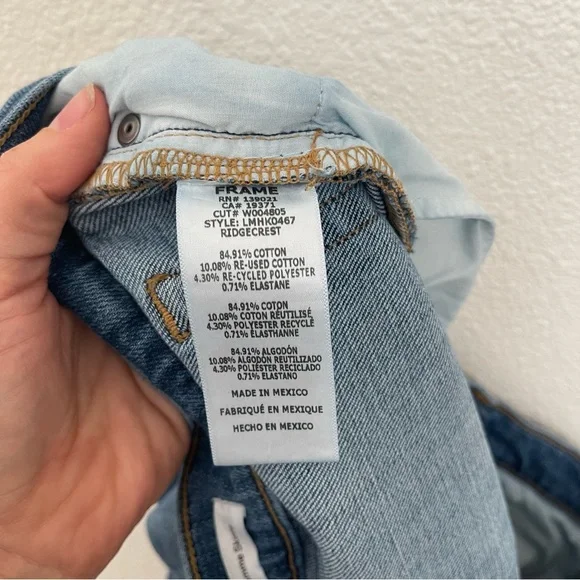 FRAME
RN# 139021
CA# 19371
CUT# W004805
STYLE: LMHK0467
RIDGECREST
84.91% COTTON
10.08% RE-USED COTTON
4.30% RE-CYCLED POLYESTER
0.71% ELASTANE
84.91% COTON
10.08% COTON RÉUTILISÉ
4.30% POLYESTER RECYCLÉ
0.71% ÉLASTHANNE
84.91% ALGODÓN
10.08% ALGODÓN REUTILIZADO
4.30% POLIÉSTER RECICLADO
0.71% ELASTANO
MADE IN MEXICO
FABRIQUÉ EN MEXIQUE
HECHO EN MEXICO